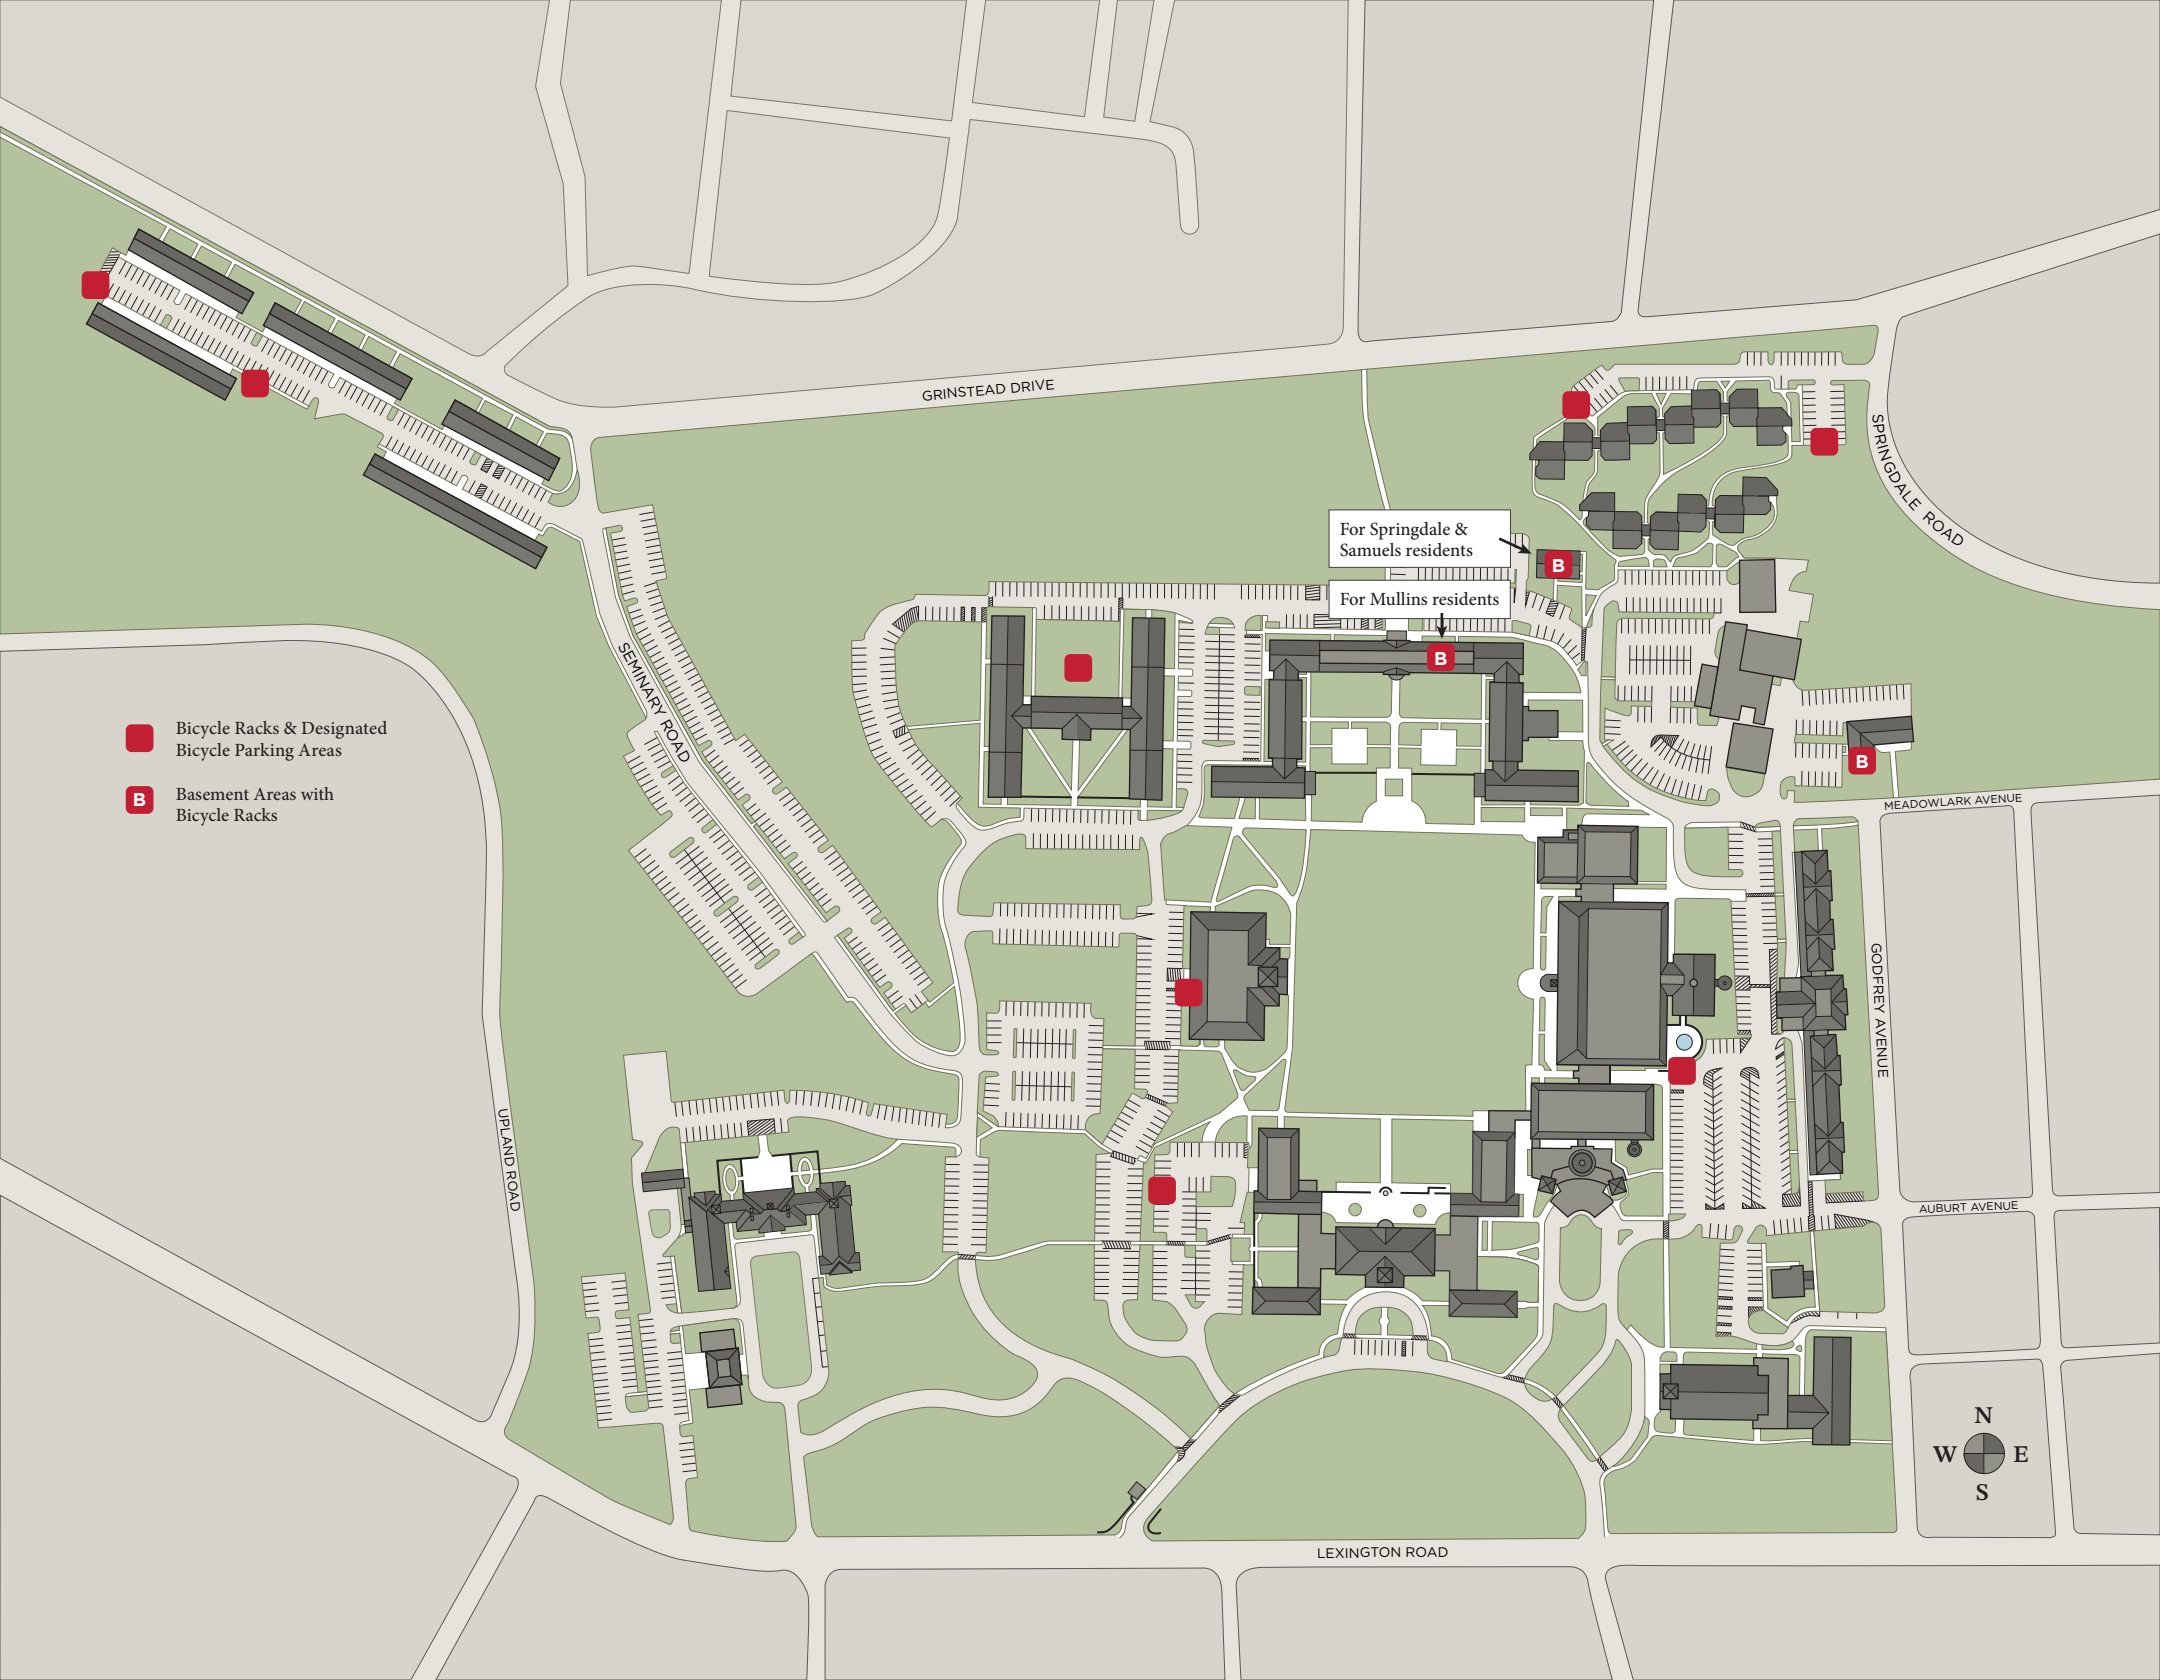 GRINSTEAD DRIVE
SPRINGDALE ROAD
For Springdale &
Samuels residents
B
For Mullins residents
B
SEMINARY ROAD
Bicycle Racks & Designated
Bicycle Parking Areas
B
Basement Areas with
Bicycle Racks
B
MEADOWLARK AVENUE
GODFREY AVENUE
UPLAND ROAD
AUBURT AVENUE
N
W E
S
LEXINGTON ROAD